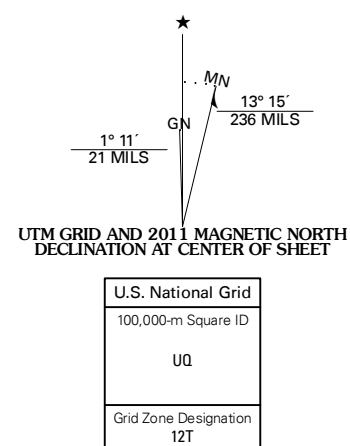 ★
MN
GN
13° 15´
236 MILS
1° 11´
21 MILS
UTM GRID AND 2011 MAGNETIC NORTH
DECLINATION AT CENTER OF SHEET
U.S. National Grid
100,000-m Square ID
UQ
Grid Zone Designation
12T